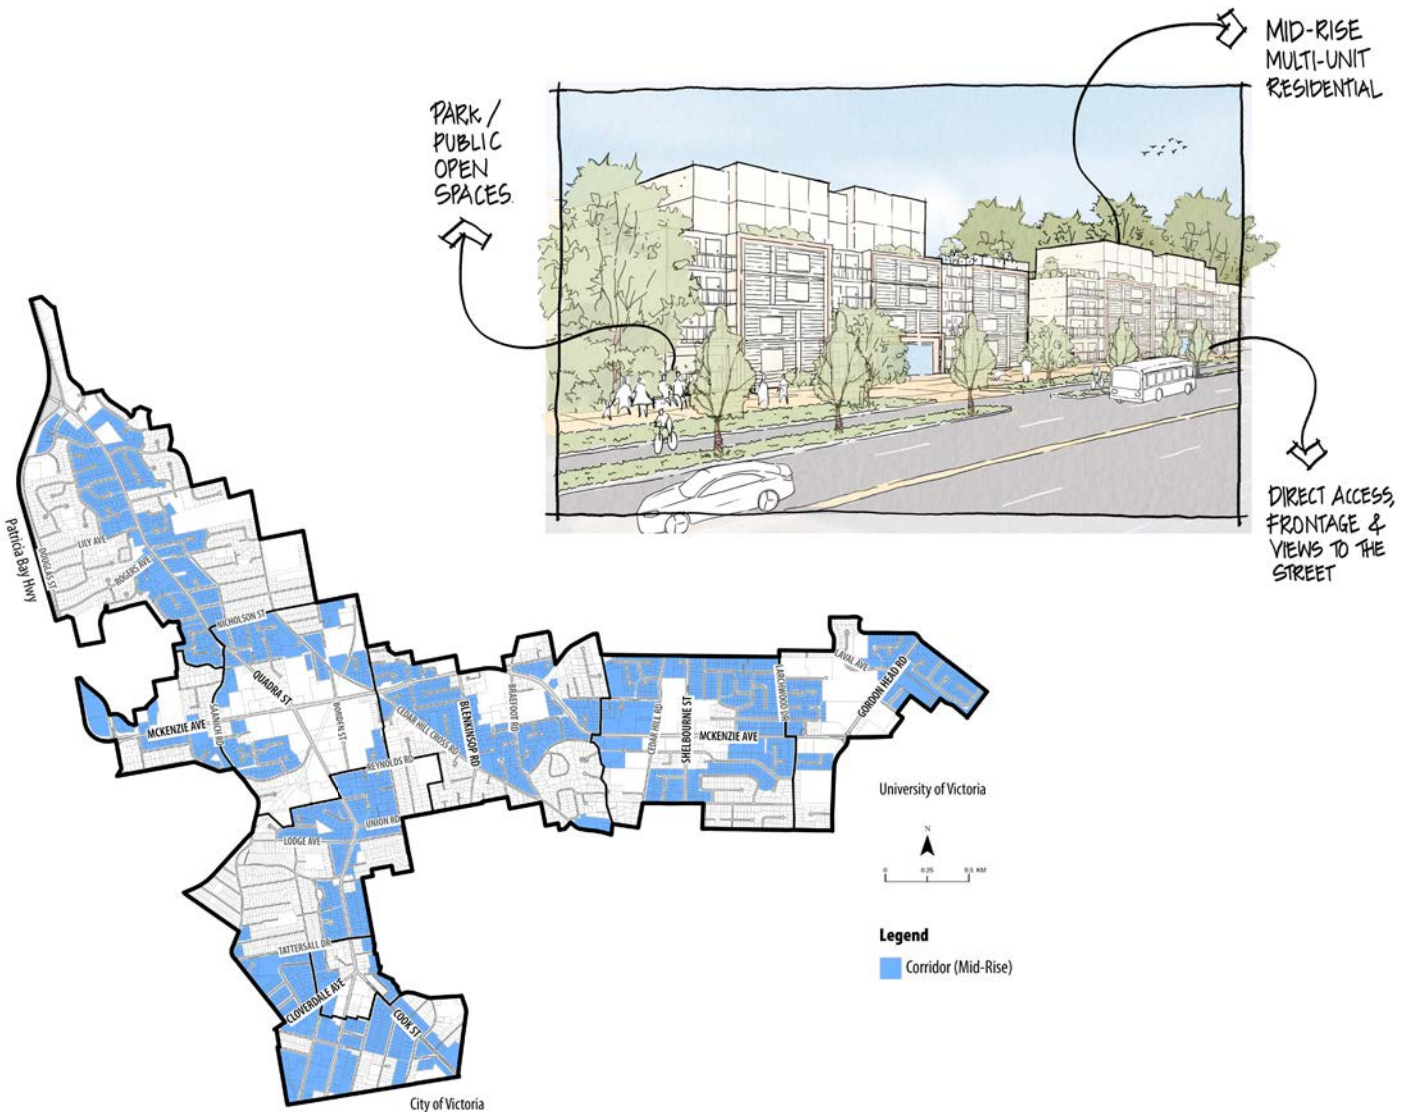 MID-RISE
MULTI-UNIT
RESIDENTIAL
PARK /
PUBLIC
OPEN
SPACES.
DIRECT ACCESS,
FRONTAGE &
VIEWS TO THE
STREET
Patricia Bay Hwy
DOUGLAS ST
LILY AVE
ROGERS AVE
NICHOLSON ST
QUADRA ST
MCKENZIE AVE
SAANICH RD
BORDEN ST
CEDAR HILL CROSS RD
BLENKINSOP RD
BRAEFOOT RD
REYNOLDS RD
CEDAR HILL RD
SHELBOURNE ST
MCKENZIE AVE
LARCHWOOD DR
LAVAL AVE
GORDON HEAD RD
UNION RD
LODGE AVE
TATTERSALL DR
CLOVERDALE AVE
COOK ST
University of Victoria
N
0 0.25 0.5 KM
Legend
Corridor (Mid-Rise)
City of Victoria